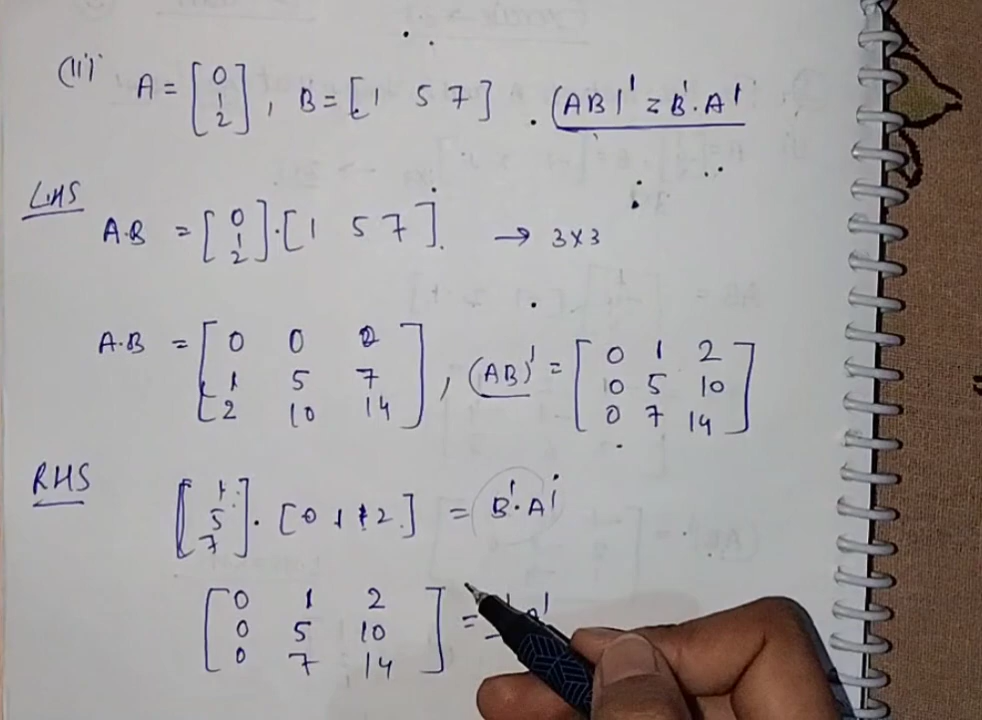 (ii) A = [0 1 2], B = [1 5 7] . (AB)' = B'.A'
LHS
A.B = [0 1 2].[1 5 7]. → 3×3
A.B = [0 0 0
1 5 7
2 10 14], (AB)' = [0 1 2
10 5 10
0 7 14]
RHS
[1 5 7].[0 1 2] = B'.A'
[0 1 2
0 5 10
0 7 14] =